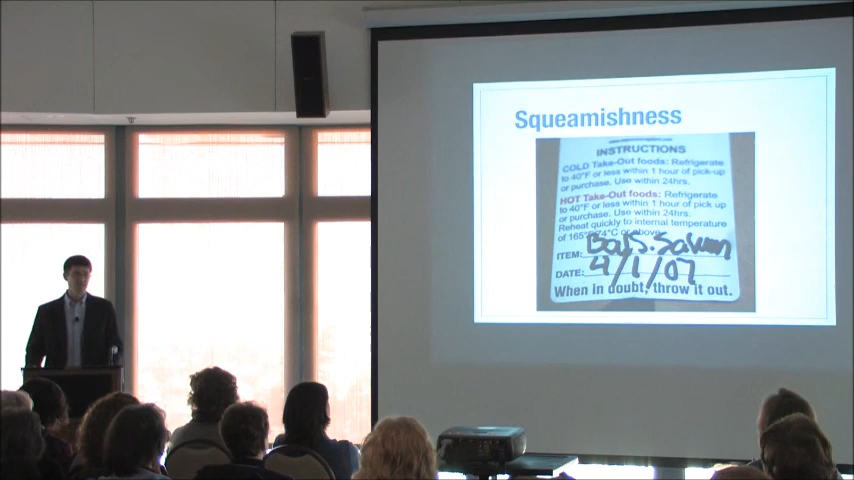 Squeamishness
INSTRUCTIONS
COLD Take-Out foods: Refrigerate
to 40°F or less within 1 hour of pick-up
or purchase. Use within 24hrs.
HOT Take-Out foods: Refrigerate
to 40°F or less within 1 hour of pick up
or purchase. Use within 24hrs.
Reheat quickly to internal temperature
of 165°F/74°C or above.
ITEM: Bals. Salmon
DATE: 4/1/07
When in doubt, throw it out.